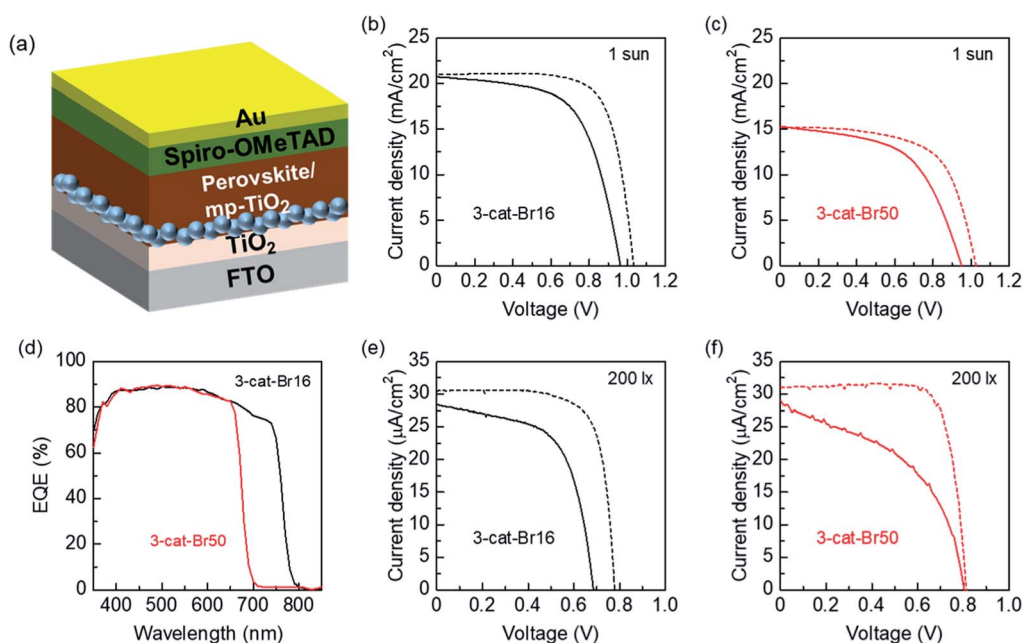 (a)
Au
Spiro-OMeTAD
Perovskite/
mp-TiO2
TiO2
FTO
(b)
25
20
15
10
5
0
Current density (mA/cm²)
1 sun
3-cat-Br16
0 0.2 0.4 0.6 0.8 1.0 1.2
Voltage (V)
(c)
25
20
15
10
5
0
Current density (mA/cm²)
1 sun
3-cat-Br50
0 0.2 0.4 0.6 0.8 1.0 1.2
Voltage (V)
(d)
100
80
60
40
20
0
EQE (%)
3-cat-Br16
3-cat-Br50
400 500 600 700 800
Wavelength (nm)
(e)
35
30
25
20
15
10
5
0
Current density (µA/cm²)
200 lx
3-cat-Br16
0 0.2 0.4 0.6 0.8 1.0
Voltage (V)
(f)
35
30
25
20
15
10
5
0
Current density (µA/cm²)
200 lx
3-cat-Br50
0 0.2 0.4 0.6 0.8 1.0
Voltage (V)